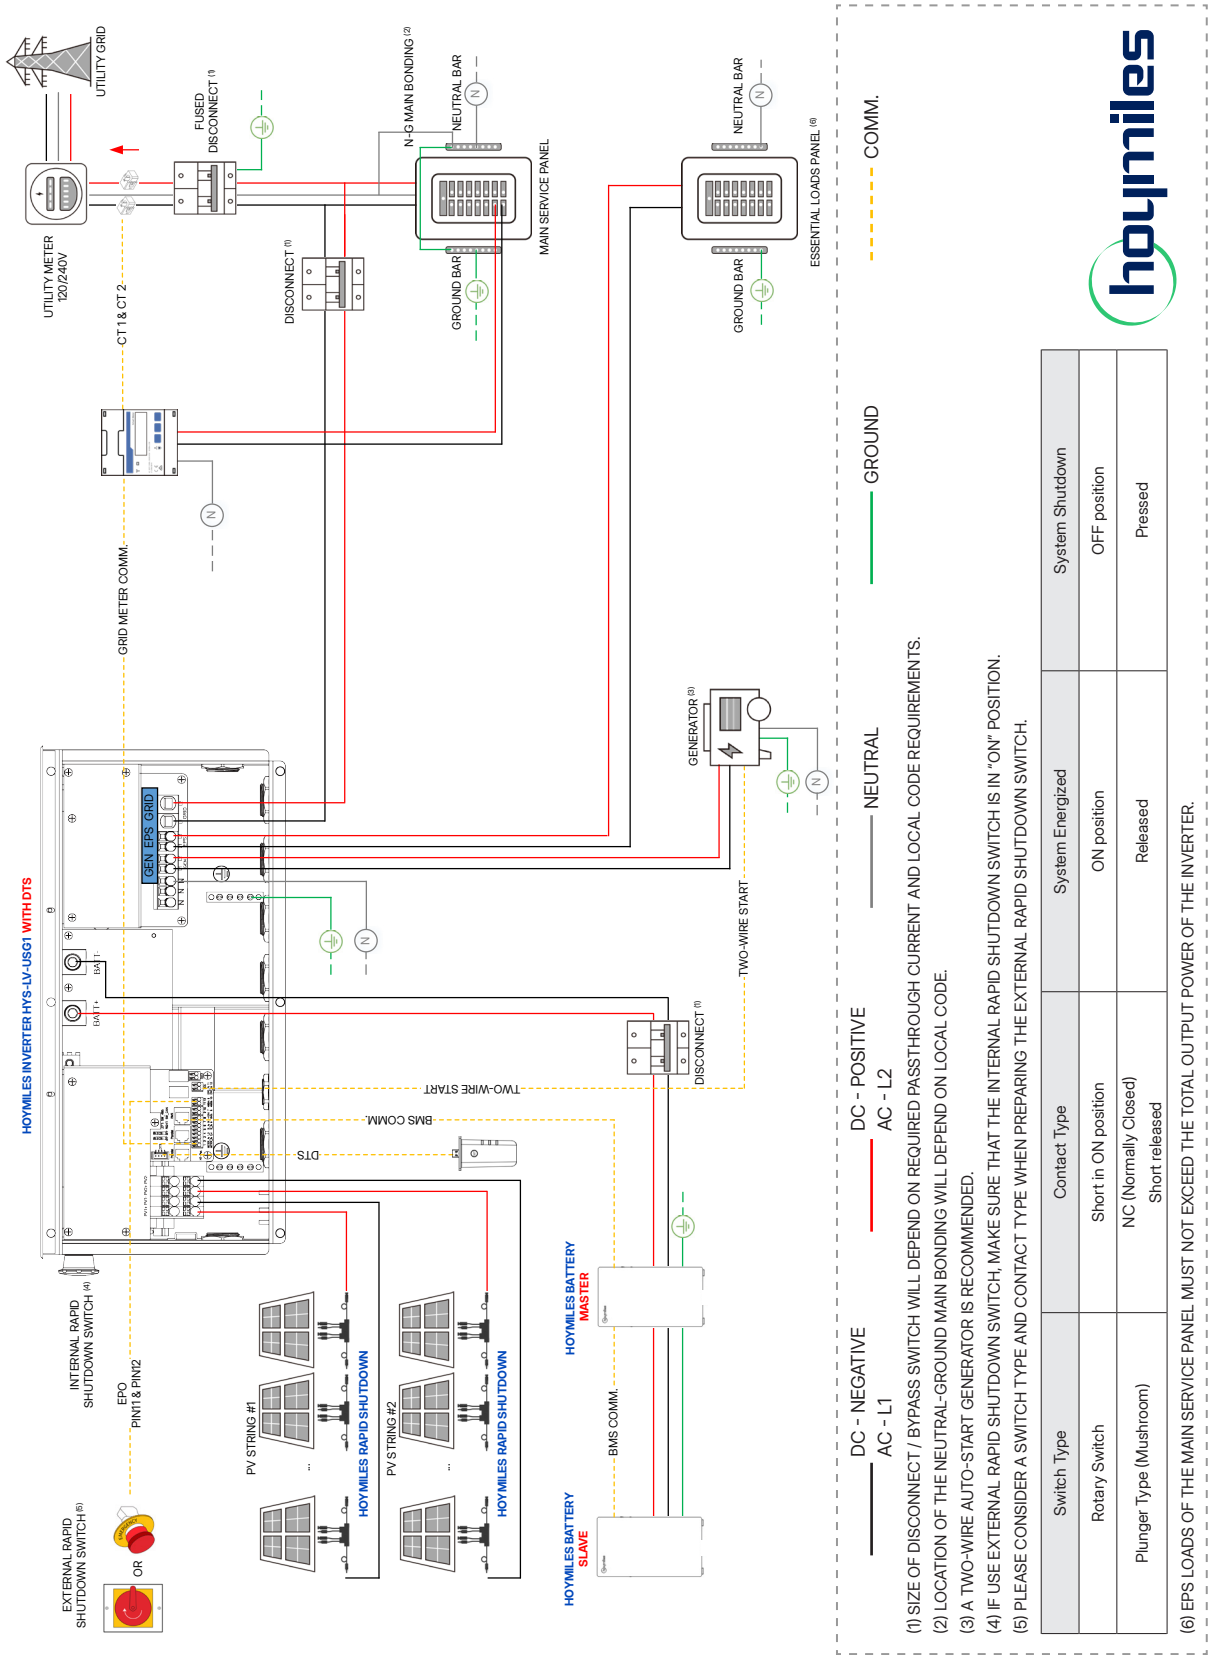 HOYMILES INVERTER HYS-LV-USG1 WITH DTS
EXTERNAL RAPID
SHUTDOWN SWITCH (5)
OR
EMERGENCY
EPO
PIN11 & PIN12
INTERNAL RAPID
SHUTDOWN SWITCH (4)
BATT+
BATT-
GEN EPS GRID
N
N
N
GRID METER COMM.
CT 1 & CT 2
UTILITY METER
120/240V
UTILITY GRID
FUSED
DISCONNECT (1)
DISCONNECT (1)
N-G MAIN BONDING (2)
NEUTRAL BAR
N
GROUND BAR
MAIN SERVICE PANEL
NEUTRAL BAR
N
GROUND BAR
ESSENTIAL LOADS PANEL (6)
N
N
GENERATOR (3)
N
TWO-WIRE START
TWO-WIRE START
BMS COMM.
DTS
DISCONNECT (1)
PV STRING #1
...
HOYMILES RAPID SHUTDOWN
PV STRING #2
...
HOYMILES RAPID SHUTDOWN
HOYMILES BATTERY
SLAVE
BMS COMM.
HOYMILES BATTERY
MASTER
DC - NEGATIVE
AC - L1
DC - POSITIVE
AC - L2
NEUTRAL
GROUND
COMM.
(1) SIZE OF DISCONNECT / BYPASS SWITCH WILL DEPEND ON REQUIRED PASSTHROUGH CURRENT AND LOCAL CODE REQUIREMENTS.
(2) LOCATION OF THE NEUTRAL-GROUND MAIN BONDING WILL DEPEND ON LOCAL CODE.
(3) A TWO-WIRE AUTO-START GENERATOR IS RECOMMENDED.
(4) IF USE EXTERNAL RAPID SHUTDOWN SWITCH, MAKE SURE THAT THE INTERNAL RAPID SHUTDOWN SWITCH IS IN "ON" POSITION.
(5) PLEASE CONSIDER A SWITCH TYPE AND CONTACT TYPE WHEN PREPARING THE EXTERNAL RAPID SHUTDOWN SWITCH.
Switch Type Contact Type System Energized System Shutdown
Rotary Switch Short in ON position ON position OFF position
Plunger Type (Mushroom) NC (Normally Closed) Short released Released Pressed
(6) EPS LOADS OF THE MAIN SERVICE PANEL MUST NOT EXCEED THE TOTAL OUTPUT POWER OF THE INVERTER.
hoymiles